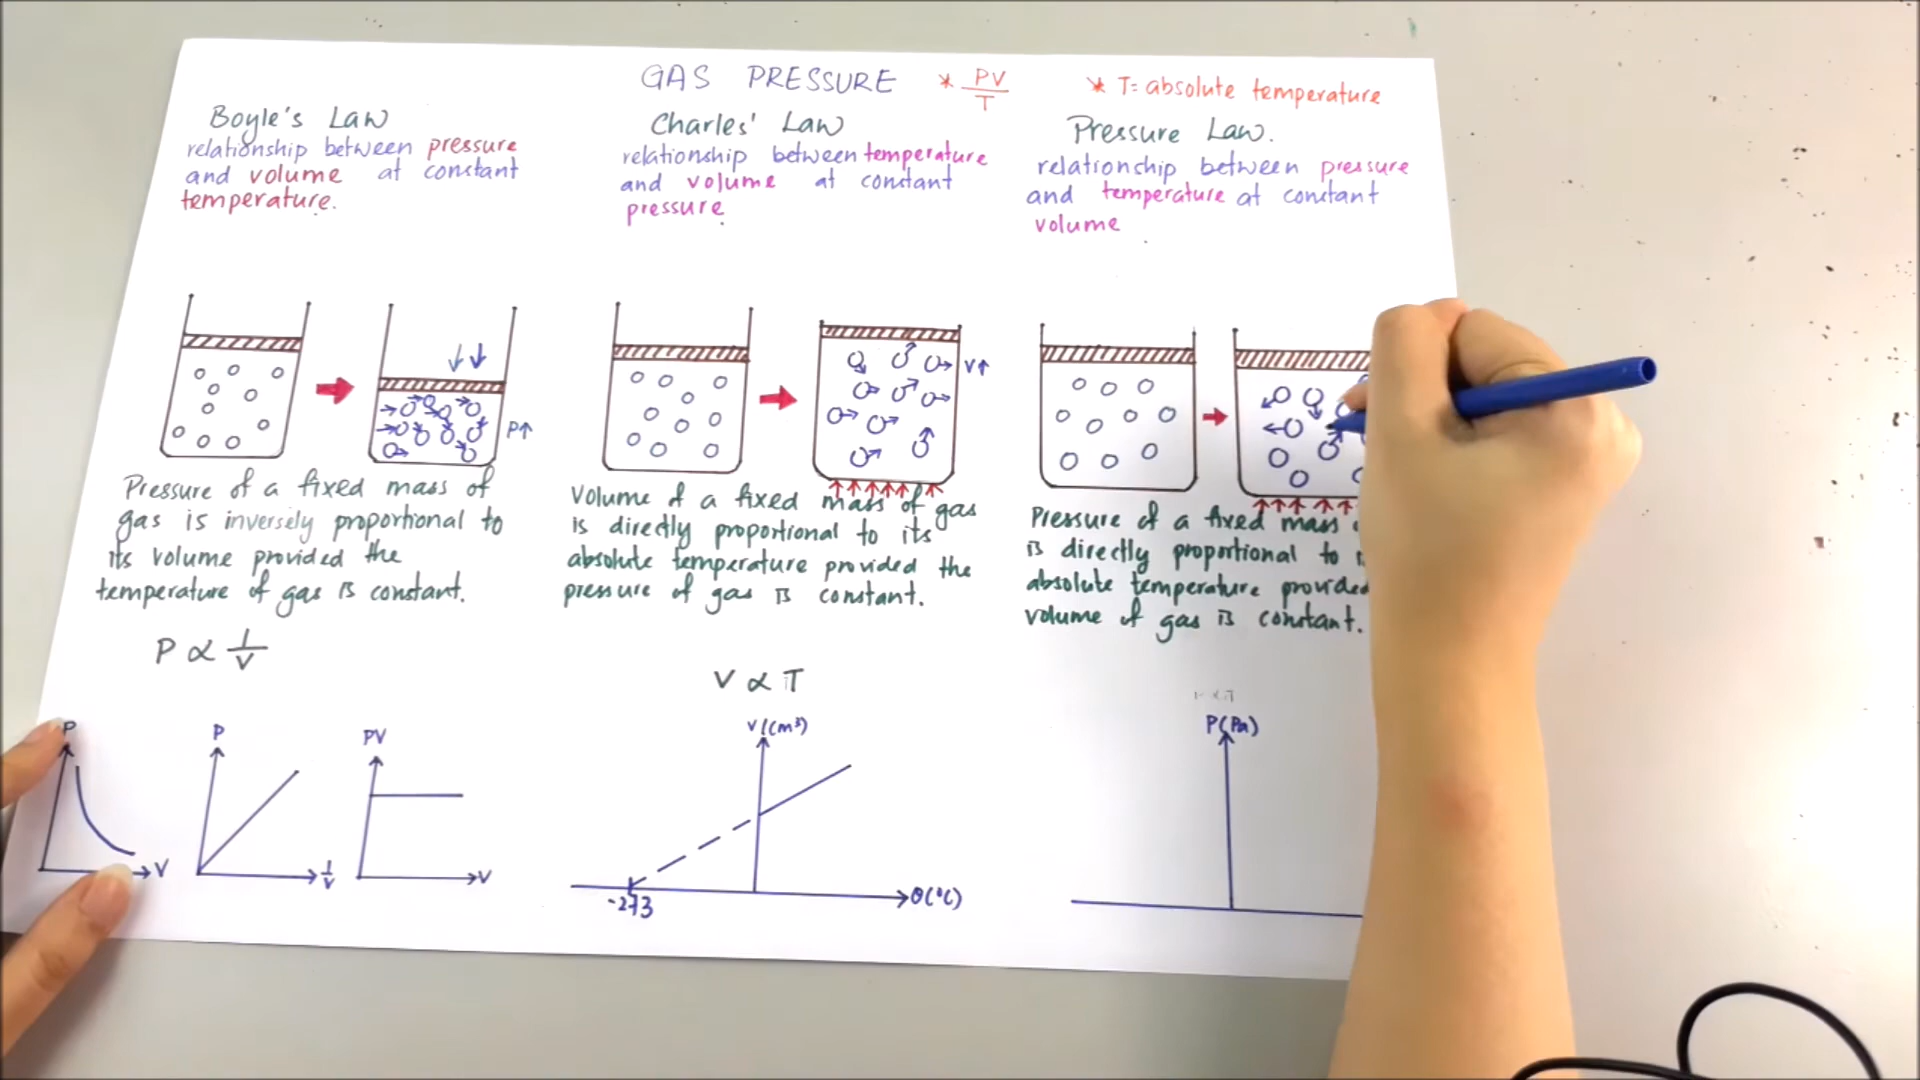 GAS PRESSURE * PV/T
* T= absolute temperature
Boyle's Law
relationship between pressure
and volume at constant
temperature.
P↑
Pressure of a fixed mass of
gas is inversely proportional to
its volume provided the
temperature of gas is constant.
P ∝ 1/V
P
V
P
1/V
PV
V
Charles' Law
relationship between temperature
and volume at constant
pressure.
V↑
Volume of a fixed mass of gas
is directly proportional to its
absolute temperature provided the
pressure of gas is constant.
V ∝ T
V/(m³)
-273
θ(°C)
Pressure Law.
relationship between pressure
and temperature at constant
volume
Pressure of a fixed mass
is directly proportional to
absolute temperature provided
volume of gas is constant.
∝ T
P(Pa)